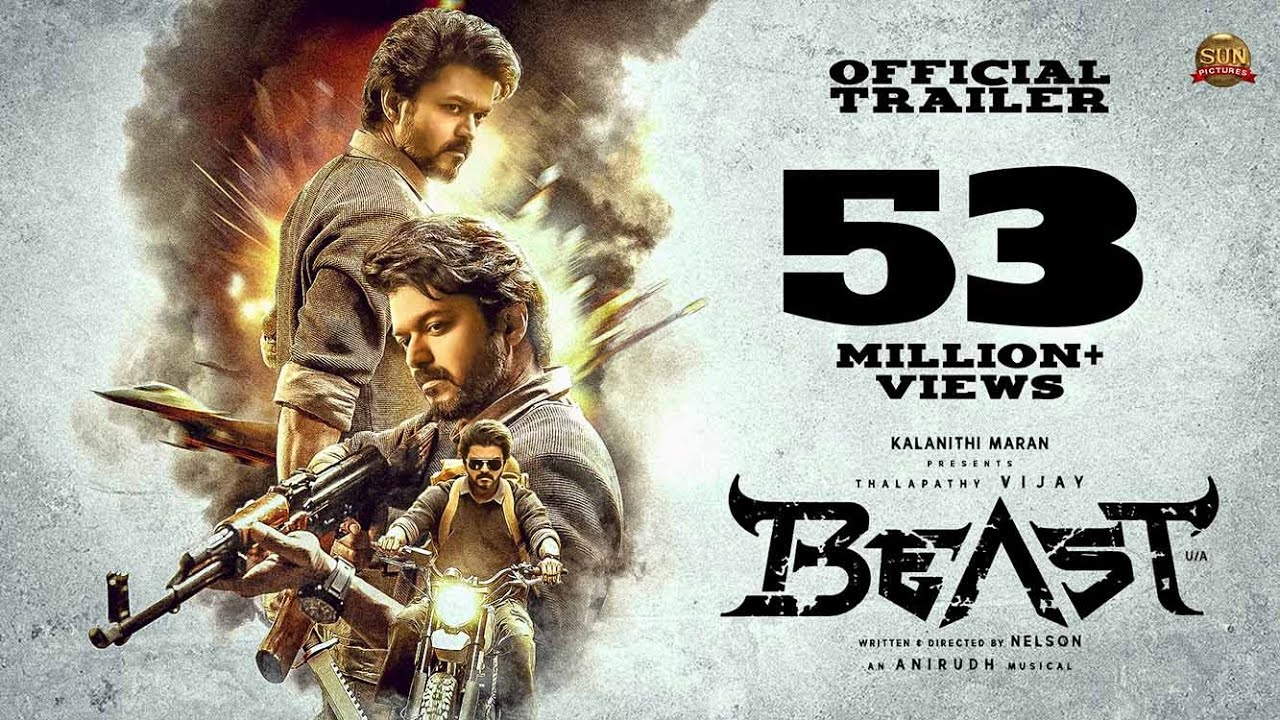 SUN
PICTURES
OFFICIAL
TRAILER
53
MILLION+
VIEWS
KALANITHI MARAN
PRESENTS
THALAPATHY VIJAY
BEAST
U/A
WRITTEN & DIRECTED BY NELSON
AN ANIRUDH MUSICAL